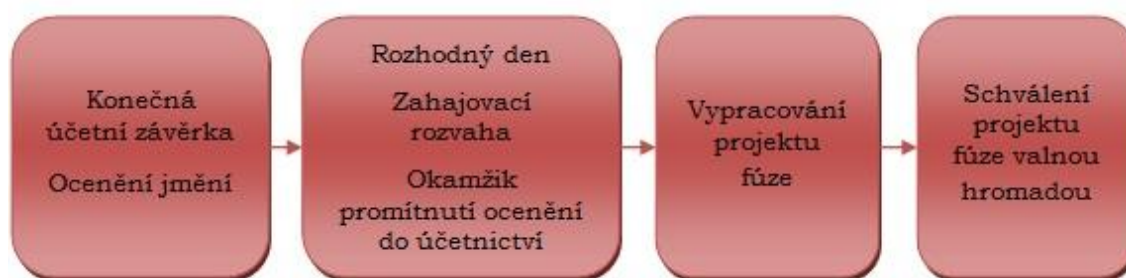 Konečná
účetní závěrka
Ocenění jmění
Rozhodný den
Zahajovací
rozvaha
Okamžik
promítnutí ocenění
do účetnictví
Vypracování
projektu
fúze
Schválení
projektu
fúze valnou
hromadou